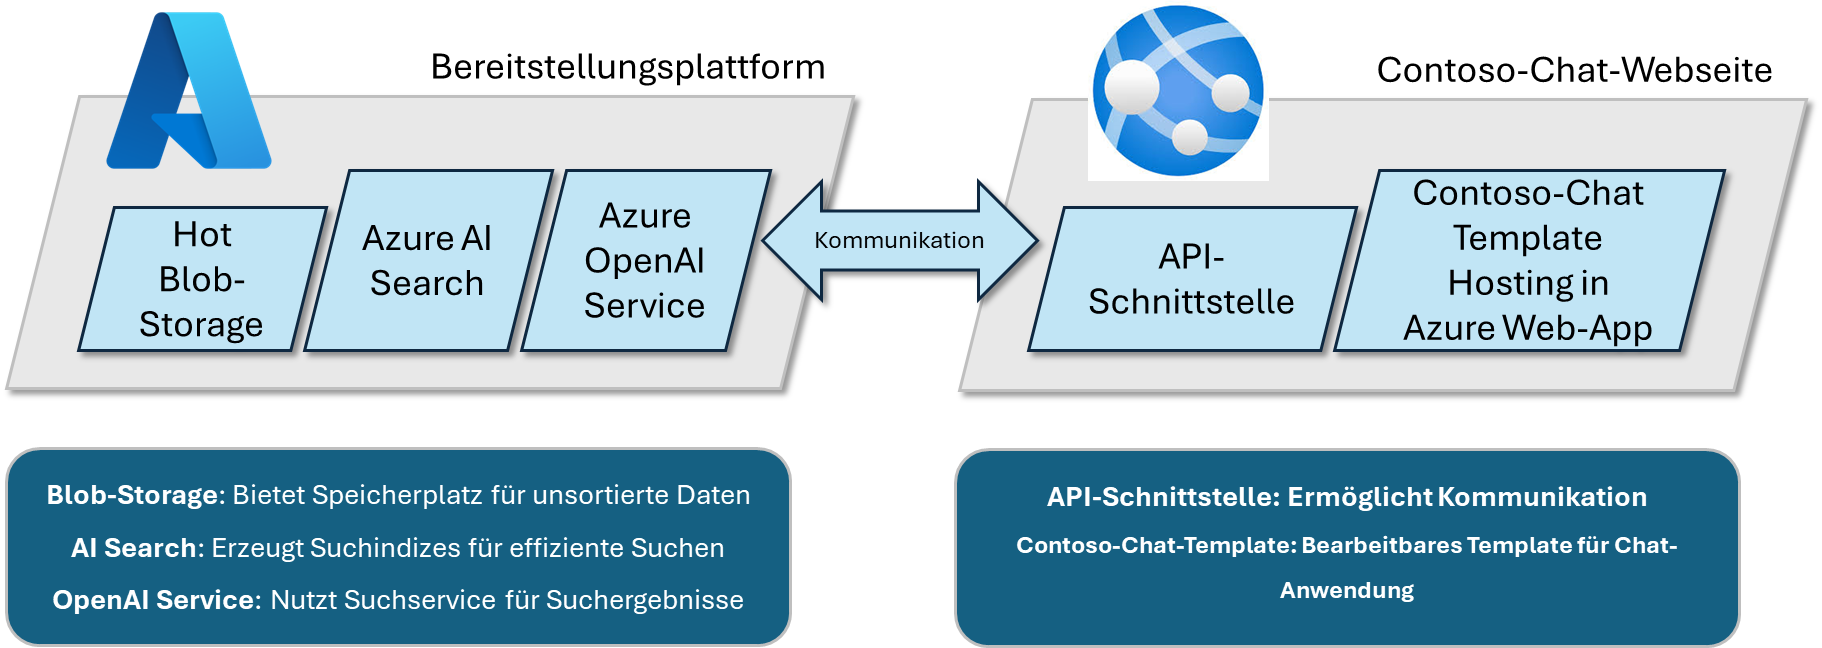 Bereitstellungsplattform
Hot
Blob-
Storage
Azure AI
Search
Azure
OpenAI
Service
Kommunikation
Contoso-Chat-Webseite
API-
Schnittstelle
Contoso-Chat
Template
Hosting in
Azure Web-App
Blob-Storage: Bietet Speicherplatz für unsortierte Daten
AI Search: Erzeugt Suchindizes für effiziente Suchen
OpenAI Service: Nutzt Suchservice für Suchergebnisse
API-Schnittstelle: Ermöglicht Kommunikation
Contoso-Chat-Template: Bearbeitbares Template für Chat-
Anwendung